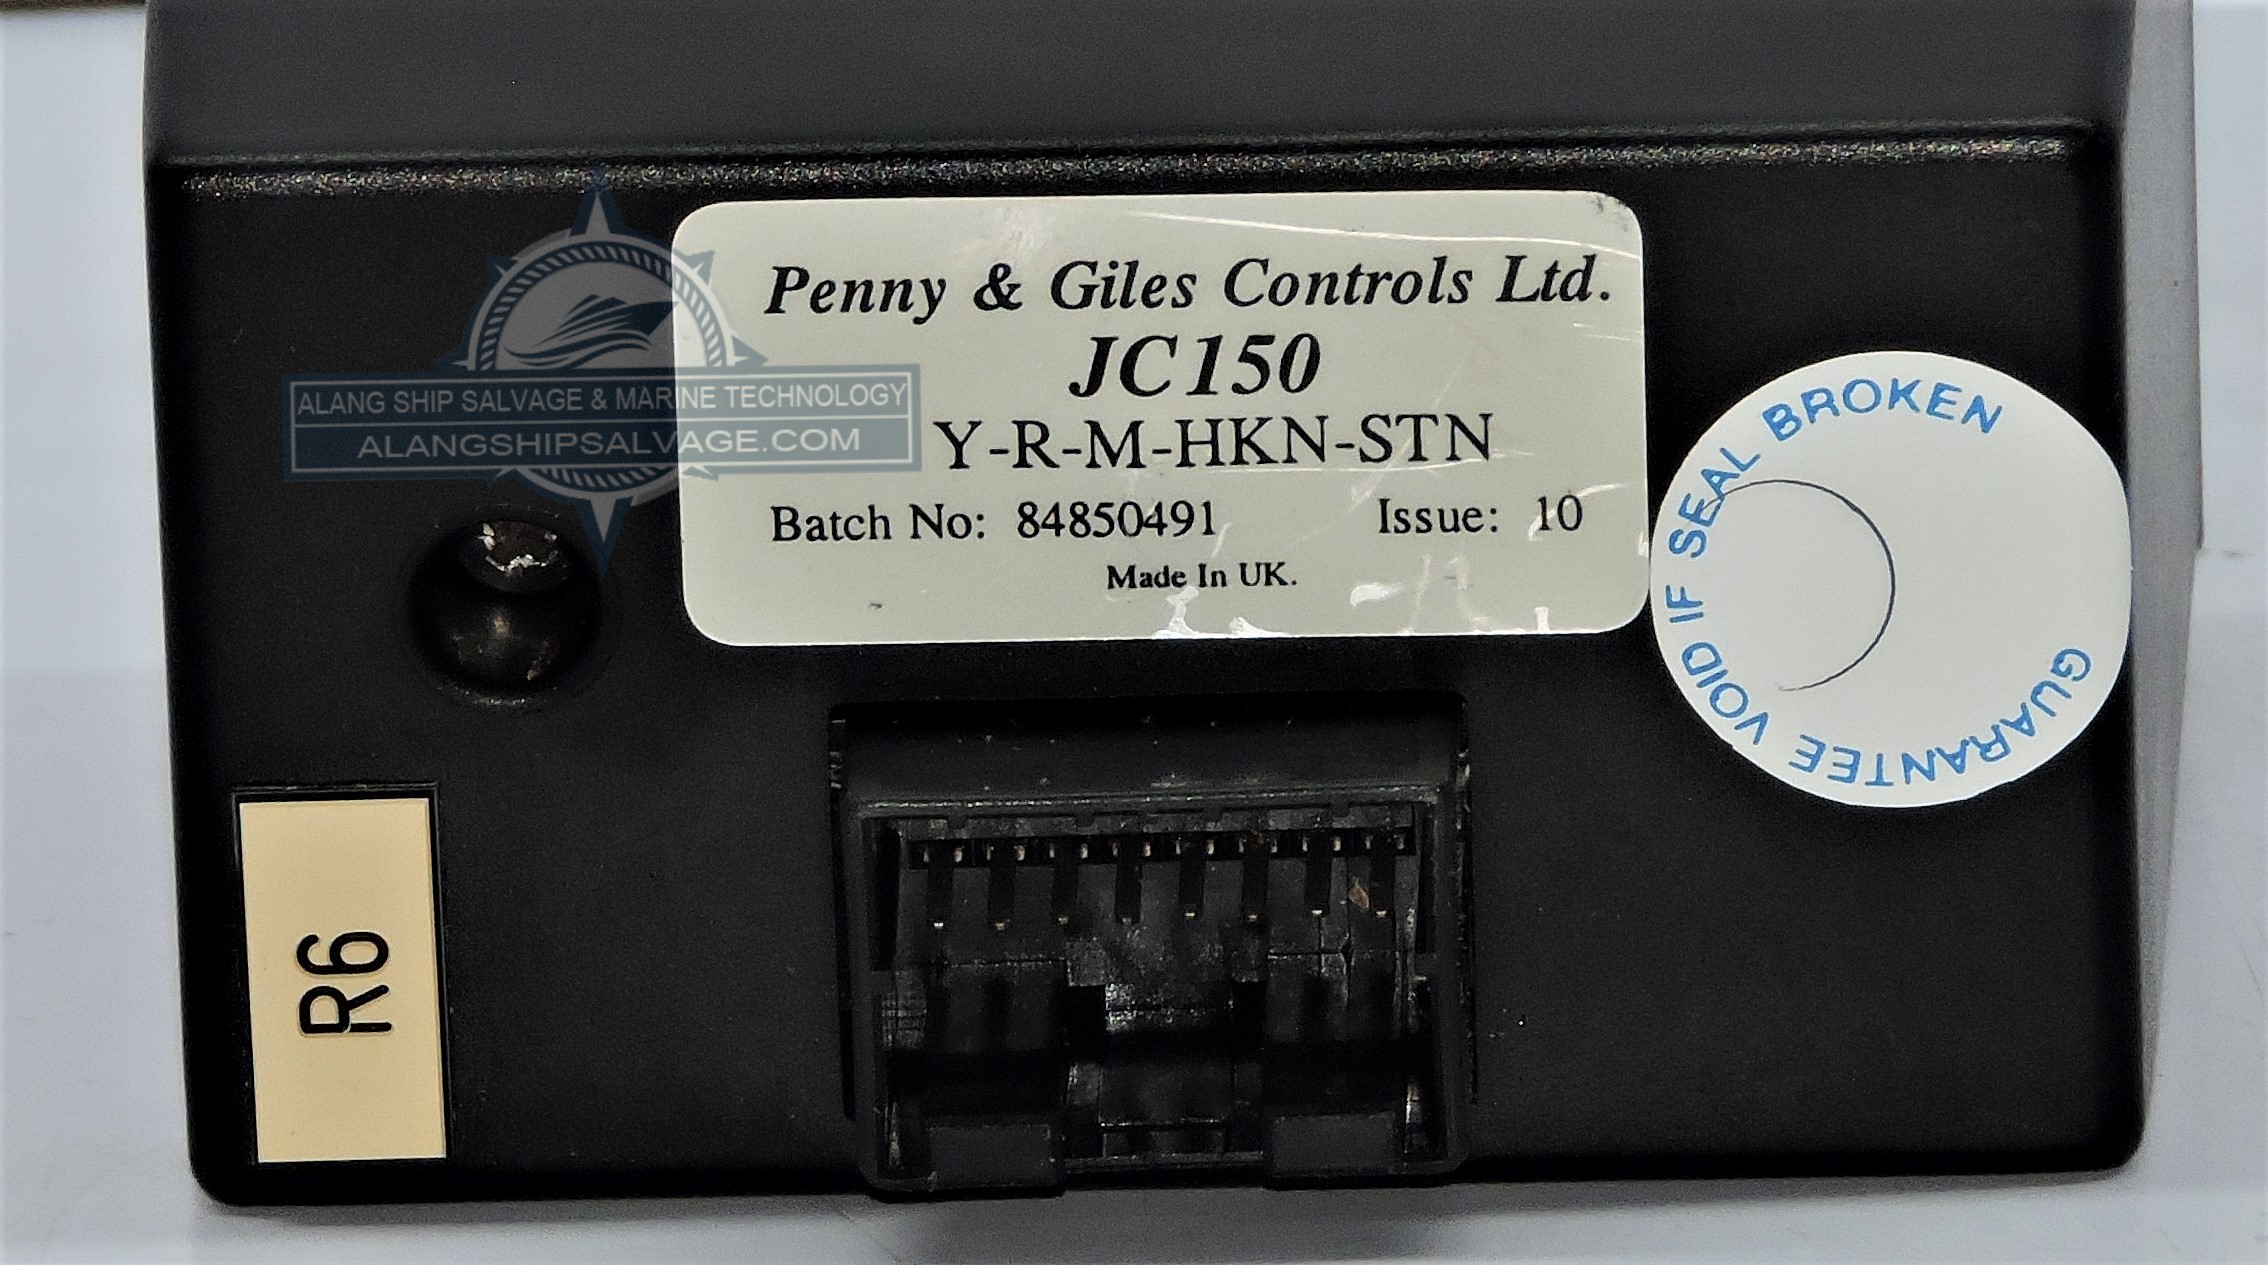 Penny & Giles Controls Ltd.
JC150
Y-R-M-HKN-STN
Batch No: 84850491 Issue: 10
Made In UK.
ALANG SHIP SALVAGE & MARINE TECHNOLOGY
ALANGSHIPSALVAGE.COM
GUARANTEE VOID IF SEAL BROKEN
R6